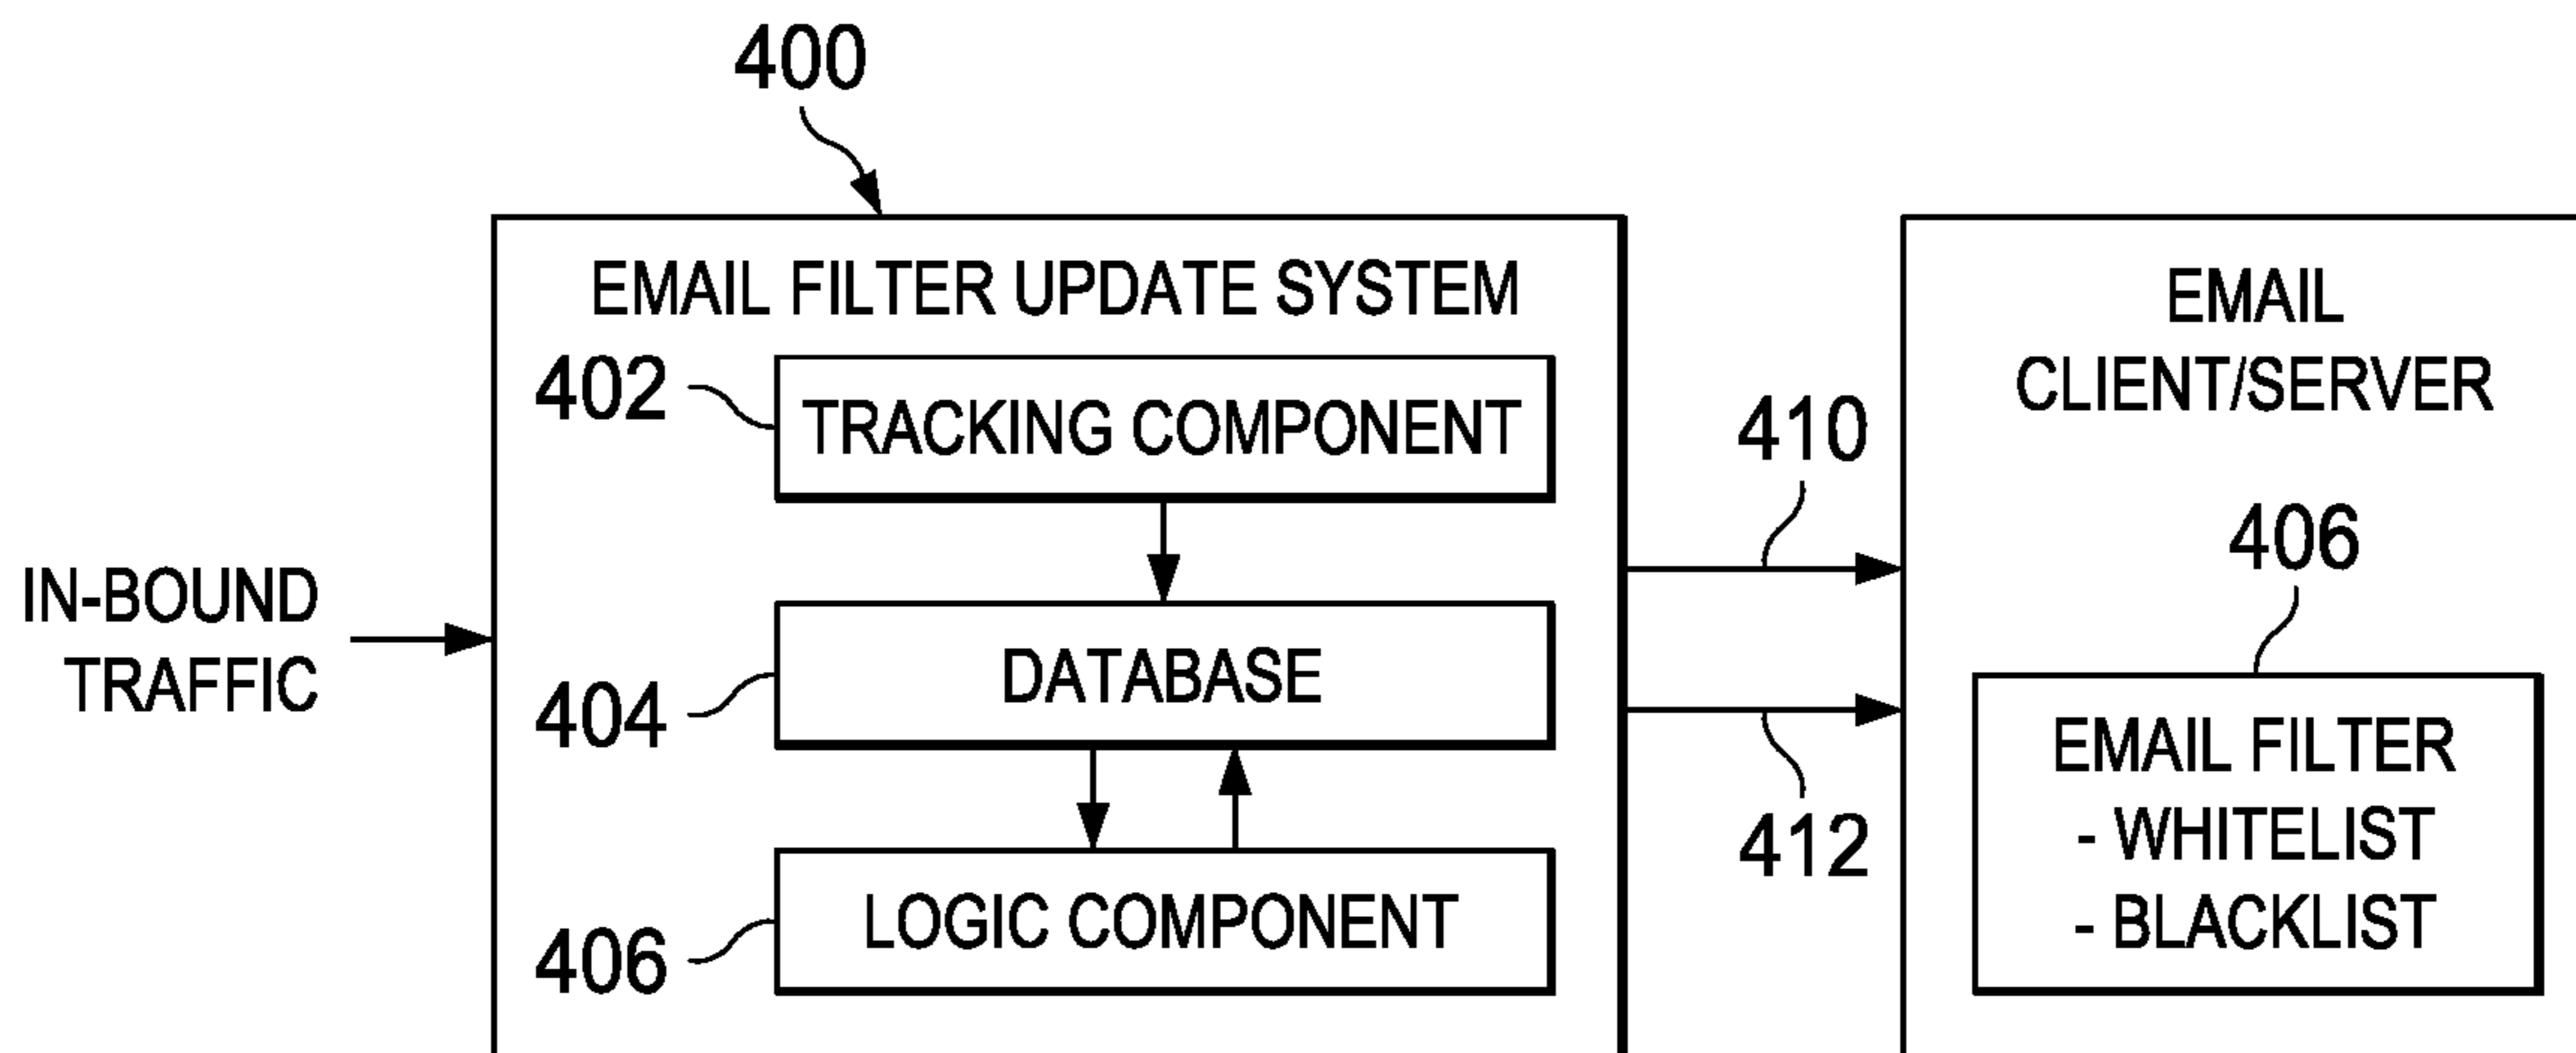 400
EMAIL FILTER UPDATE SYSTEM
402
TRACKING COMPONENT
IN-BOUND
TRAFFIC
404
DATABASE
406
LOGIC COMPONENT
410
412
EMAIL
CLIENT/SERVER
406
EMAIL FILTER
- WHITELIST
- BLACKLIST